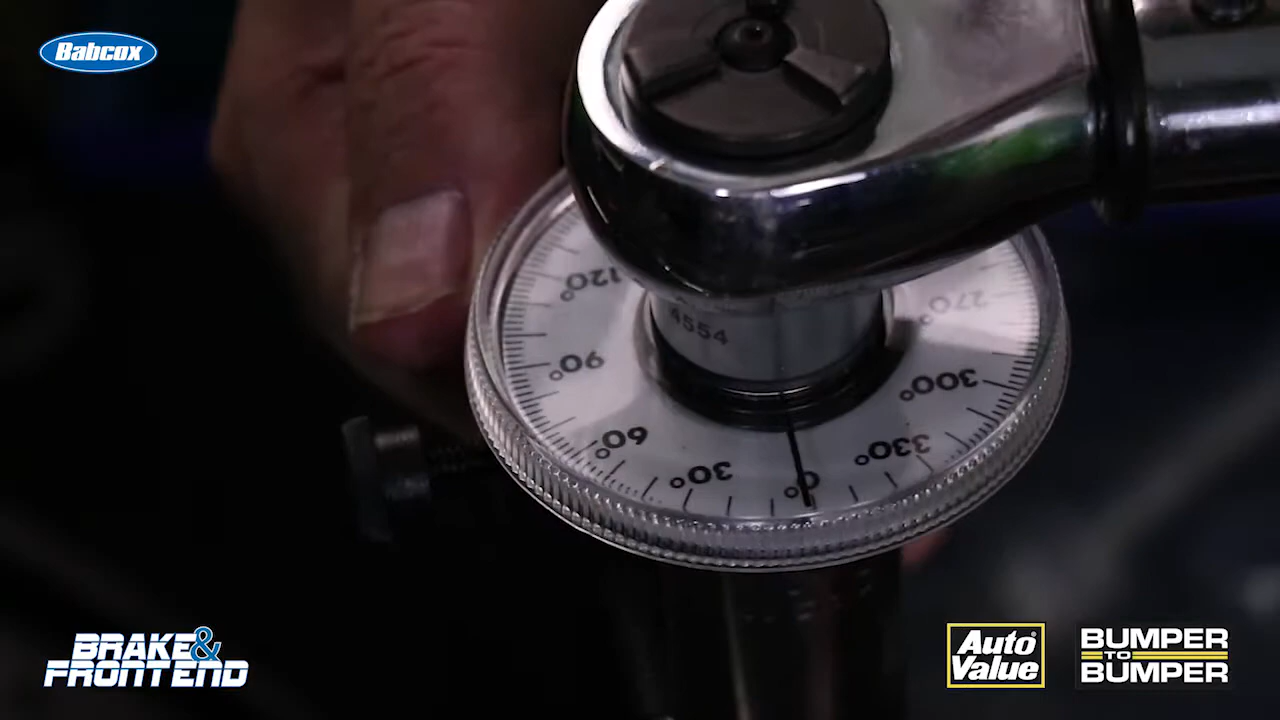 Babcox
120°
270°
4554
90°
300°
60°
330°
30°
0°
BRAKE &
FRONT END
Auto
Value
BUMPER
TO
BUMPER